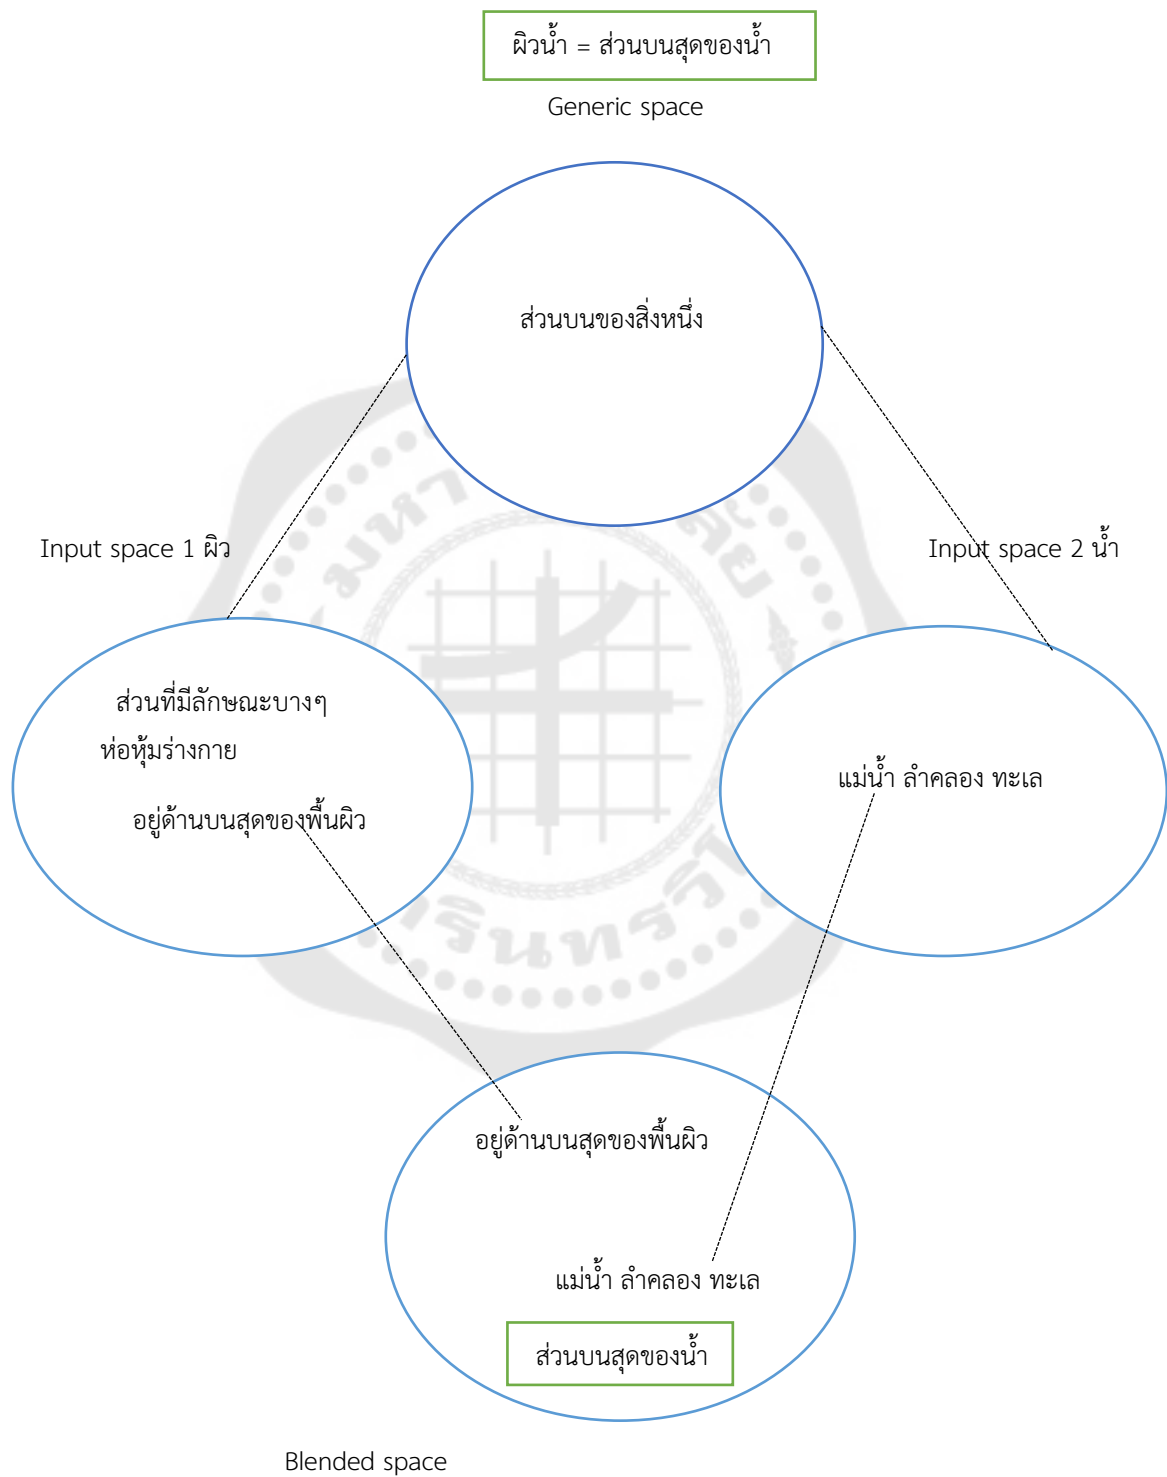 ผิวน้ำ = ส่วนบนสุดของน้ำ
Generic space
ส่วนบนของสิ่งหนึ่ง
Input space 1 ผิว
Input space 2 น้ำ
ส่วนที่มีลักษณะบางๆ
ห่อหุ้มร่างกาย
อยู่ด้านบนสุดของพื้นผิว
แม่น้ำ ลำคลอง ทะเล
อยู่ด้านบนสุดของพื้นผิว
แม่น้ำ ลำคลอง ทะเล
ส่วนบนสุดของน้ำ
Blended space